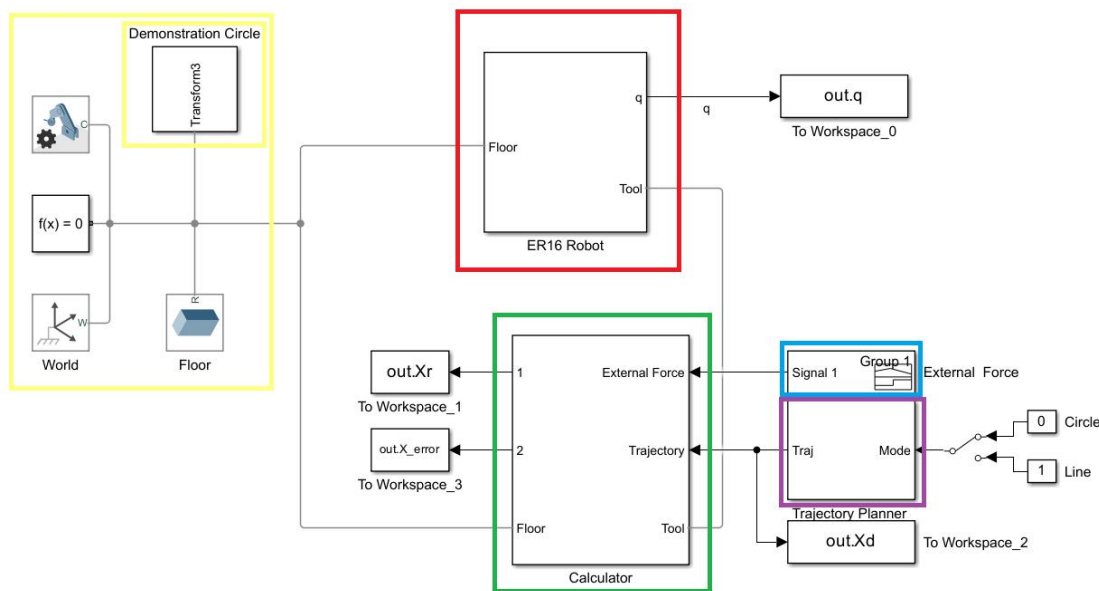 Demonstration Circle
Transform3
C
f(x) = 0
W
World
R
Floor
Floor
q
Tool
ER16 Robot
q
out.q
To Workspace_0
out.Xr
To Workspace_1
out.X_error
To Workspace_3
1
2
Floor
External Force
Trajectory
Tool
Calculator
Signal 1
Group 1
External Force
Traj
Mode
Trajectory Planner
0
Circle
1
Line
out.Xd
To Workspace_2